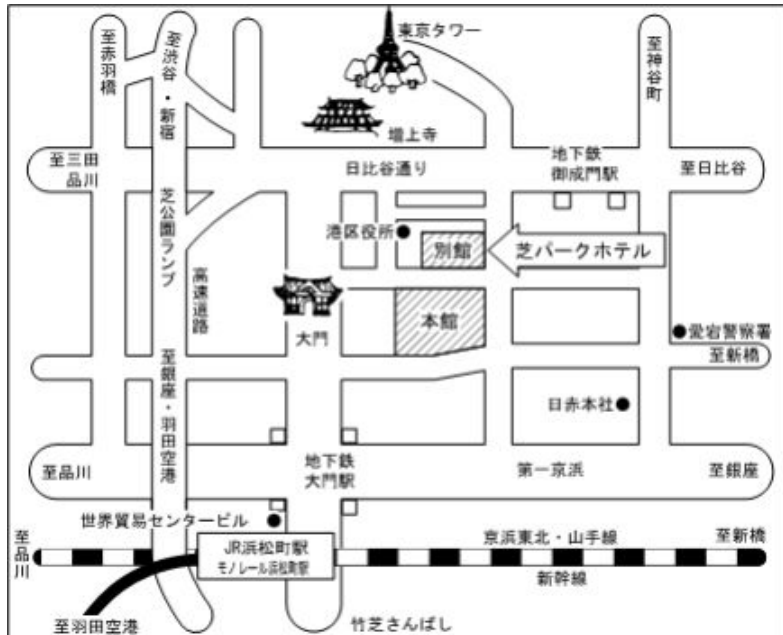 東京タワー
至赤羽橋
至渋谷・新宿
至神谷町
増上寺
至三田
品川
日比谷通り
地下鉄
御成門駅
至日比谷
芝公園ランプ
港区役所
別館
芝パークホテル
高速道路
大門
本館
愛宕警察署
至新橋
至銀座・羽田空港
日赤本社
至品川
地下鉄
大門駅
第一京浜
至銀座
世界貿易センタービル
至品川
JR浜松町駅
モノレール浜松町駅
京浜東北・山手線
至新橋
新幹線
至羽田空港
竹芝さんばし